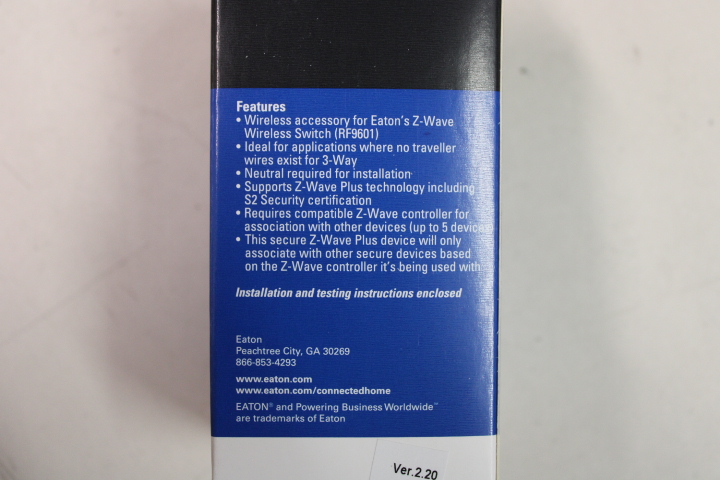 Features
• Wireless accessory for Eaton's Z-Wave
Wireless Switch (RF9601)
• Ideal for applications where no traveller
wires exist for 3-Way
• Neutral required for installation
• Supports Z-Wave Plus technology including
S2 Security certification
• Requires compatible Z-Wave controller for
association with other devices (up to 5 devices)
• This secure Z-Wave Plus device will only
associate with other secure devices based
on the Z-Wave controller it's being used with
Installation and testing instructions enclosed
Eaton
Peachtree City, GA 30269
866-853-4293
www.eaton.com
www.eaton.com/connectedhome
EATON® and Powering Business Worldwide™
are trademarks of Eaton
Ver.2.20